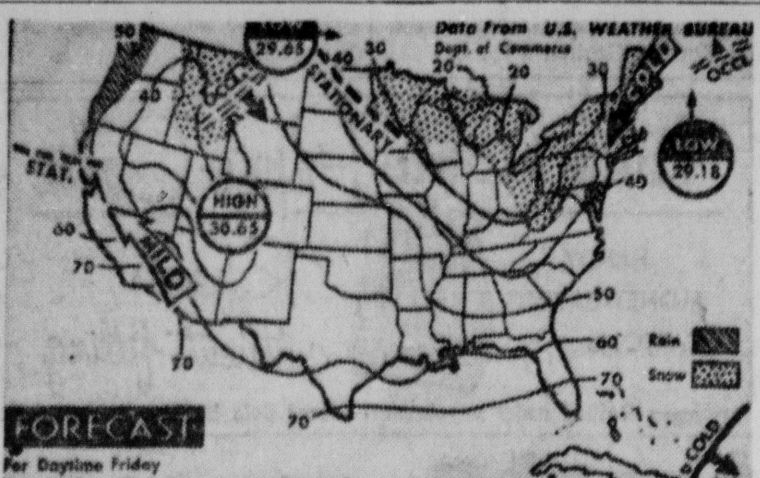 Data From U.S. WEATHER BUREAU
Dept. of Commerce
50
29.65
40
30
20
20
30
COLD
OCCL
STATIONARY
40
LOW
29.18
40
STAT.
HIGH
30.65
60
MILD
70
50
60
Rain
70
70
Snow
70
FORECAST
For Daytime Friday
COLD